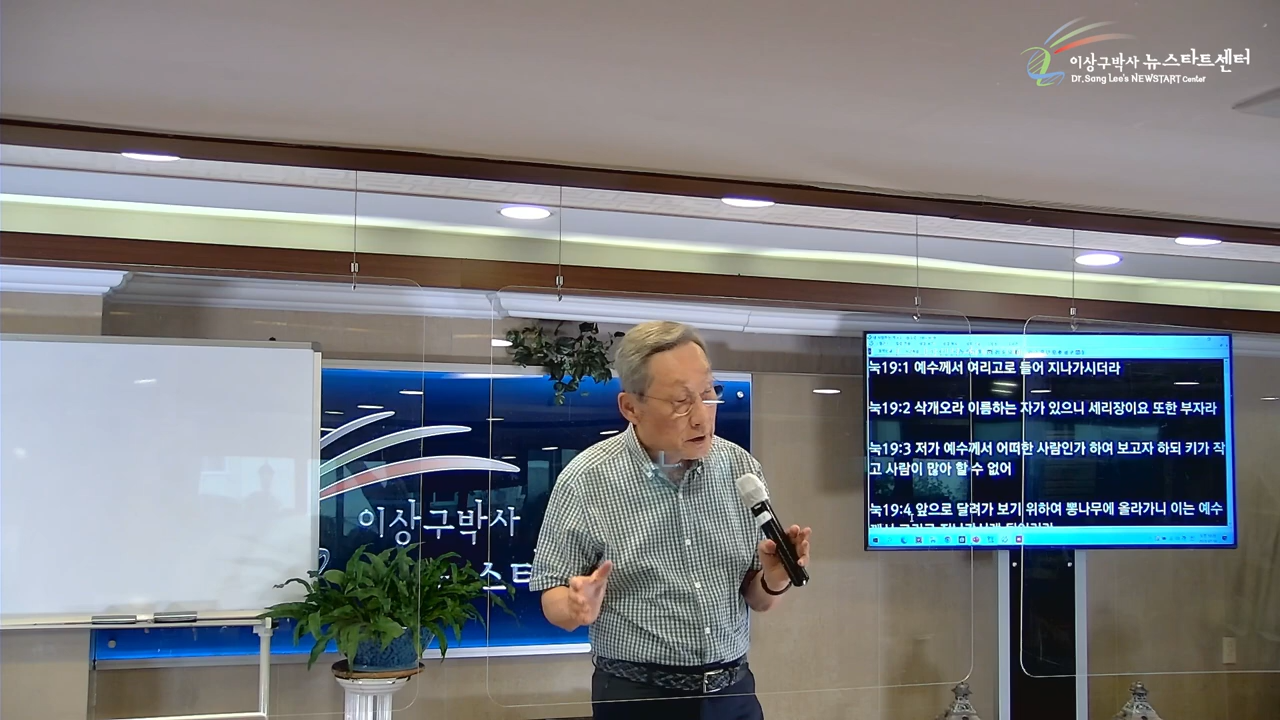 이상구박사 뉴스타트센터
Dr. Sang Lee's NEWSTART Center
이상구박사
스타
눅19:1 예수께서 여리고로 들어 지나가시더라
눅19:2 삭개오라 이름하는 자가 있으니 세리장이요 또한 부자라
눅19:3 저가 예수께서 어떠한 사람인가 하여 보고자 하되 키가 작
고 사람이 많아 할 수 없어
눅19:4 앞으로 달려가 보기 위하여 뽕나무에 올라가니 이는 예수